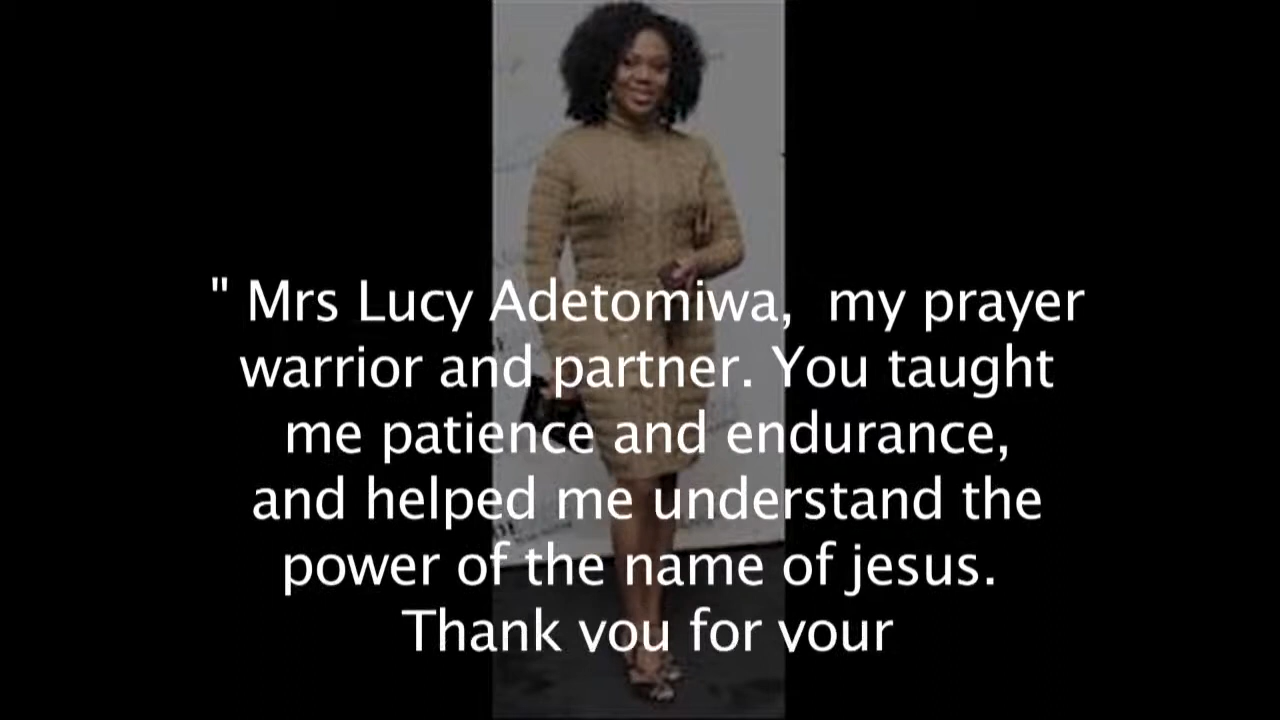 " Mrs Lucy Adetomiwa,  my prayer
warrior and partner. You taught
me patience and endurance,
and helped me understand the
power of the name of jesus.
Thank you for your